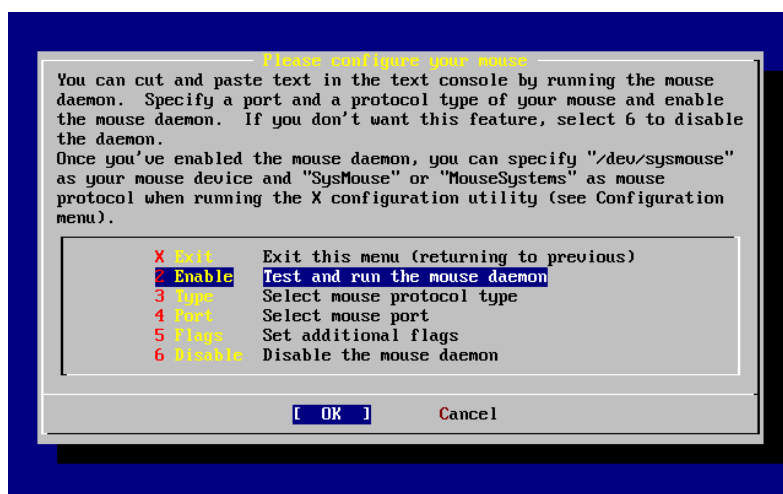 Please configure your mouse
You can cut and paste text in the text console by running the mouse
daemon.  Specify a port and a protocol type of your mouse and enable
the mouse daemon.  If you don't want this feature, select 6 to disable
the daemon.
Once you've enabled the mouse daemon, you can specify "/dev/sysmouse"
as your mouse device and "SysMouse" or "MouseSystems" as mouse
protocol when running the X configuration utility (see Configuration
menu).
X Exit Exit this menu (returning to previous)
2 Enable Test and run the mouse daemon
3 Type Select mouse protocol type
4 Port Select mouse port
5 Flags Set additional flags
6 Disable Disable the mouse daemon
[ OK ] Cancel